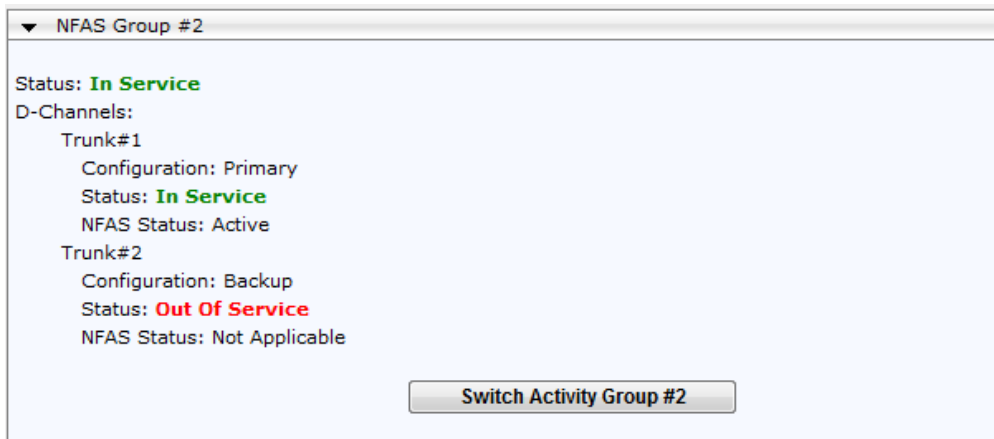 NFAS Group #2
Status: In Service
D-Channels:
Trunk#1
Configuration: Primary
Status: In Service
NFAS Status: Active
Trunk#2
Configuration: Backup
Status: Out Of Service
NFAS Status: Not Applicable
Switch Activity Group #2